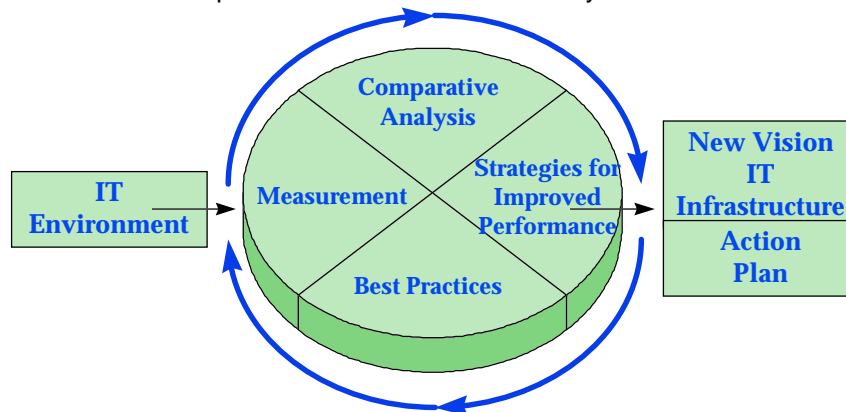 Comparative
Analysis
Measurement
Strategies for
Improved
Performance
Best Practices
IT
Environment
New Vision
IT
Infrastructure
Action
Plan